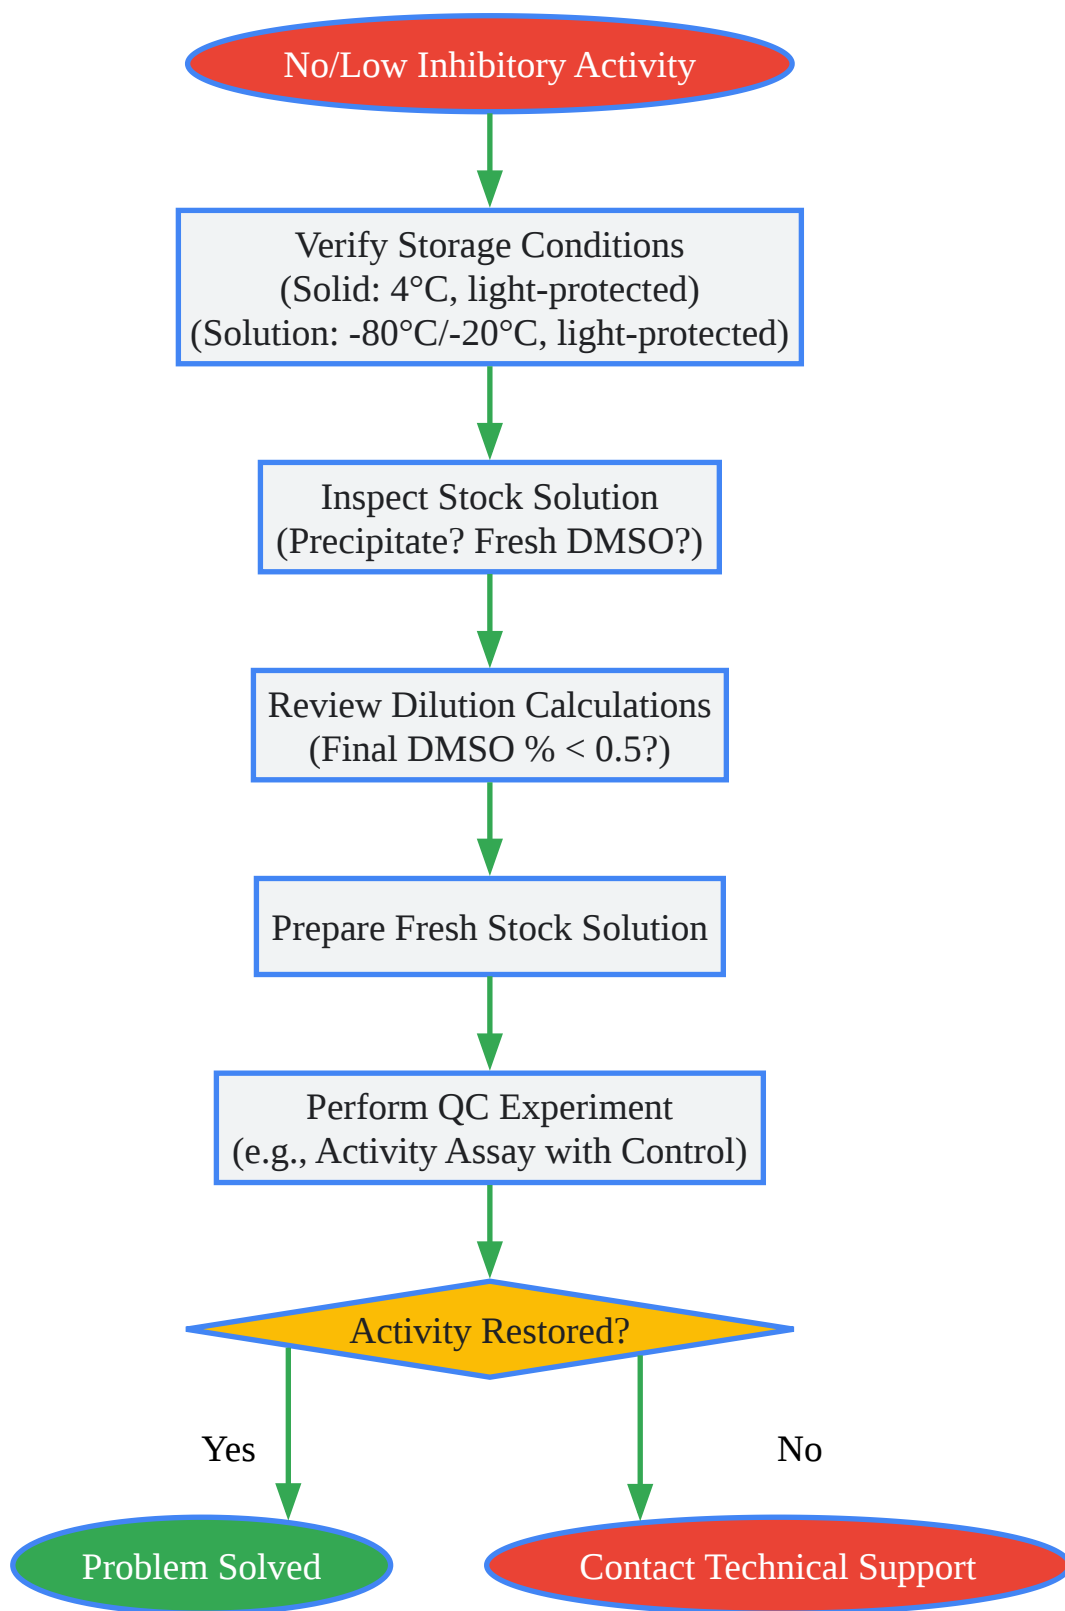 No/Low Inhibitory Activity
Verify Storage Conditions
(Solid: 4°C, light-protected)
(Solution: -80°C/-20°C, light-protected)
Inspect Stock Solution
(Precipitate? Fresh DMSO?)
Review Dilution Calculations
(Final DMSO % < 0.5?)
Prepare Fresh Stock Solution
Perform QC Experiment
(e.g., Activity Assay with Control)
Activity Restored?
Yes
No
Problem Solved
Contact Technical Support